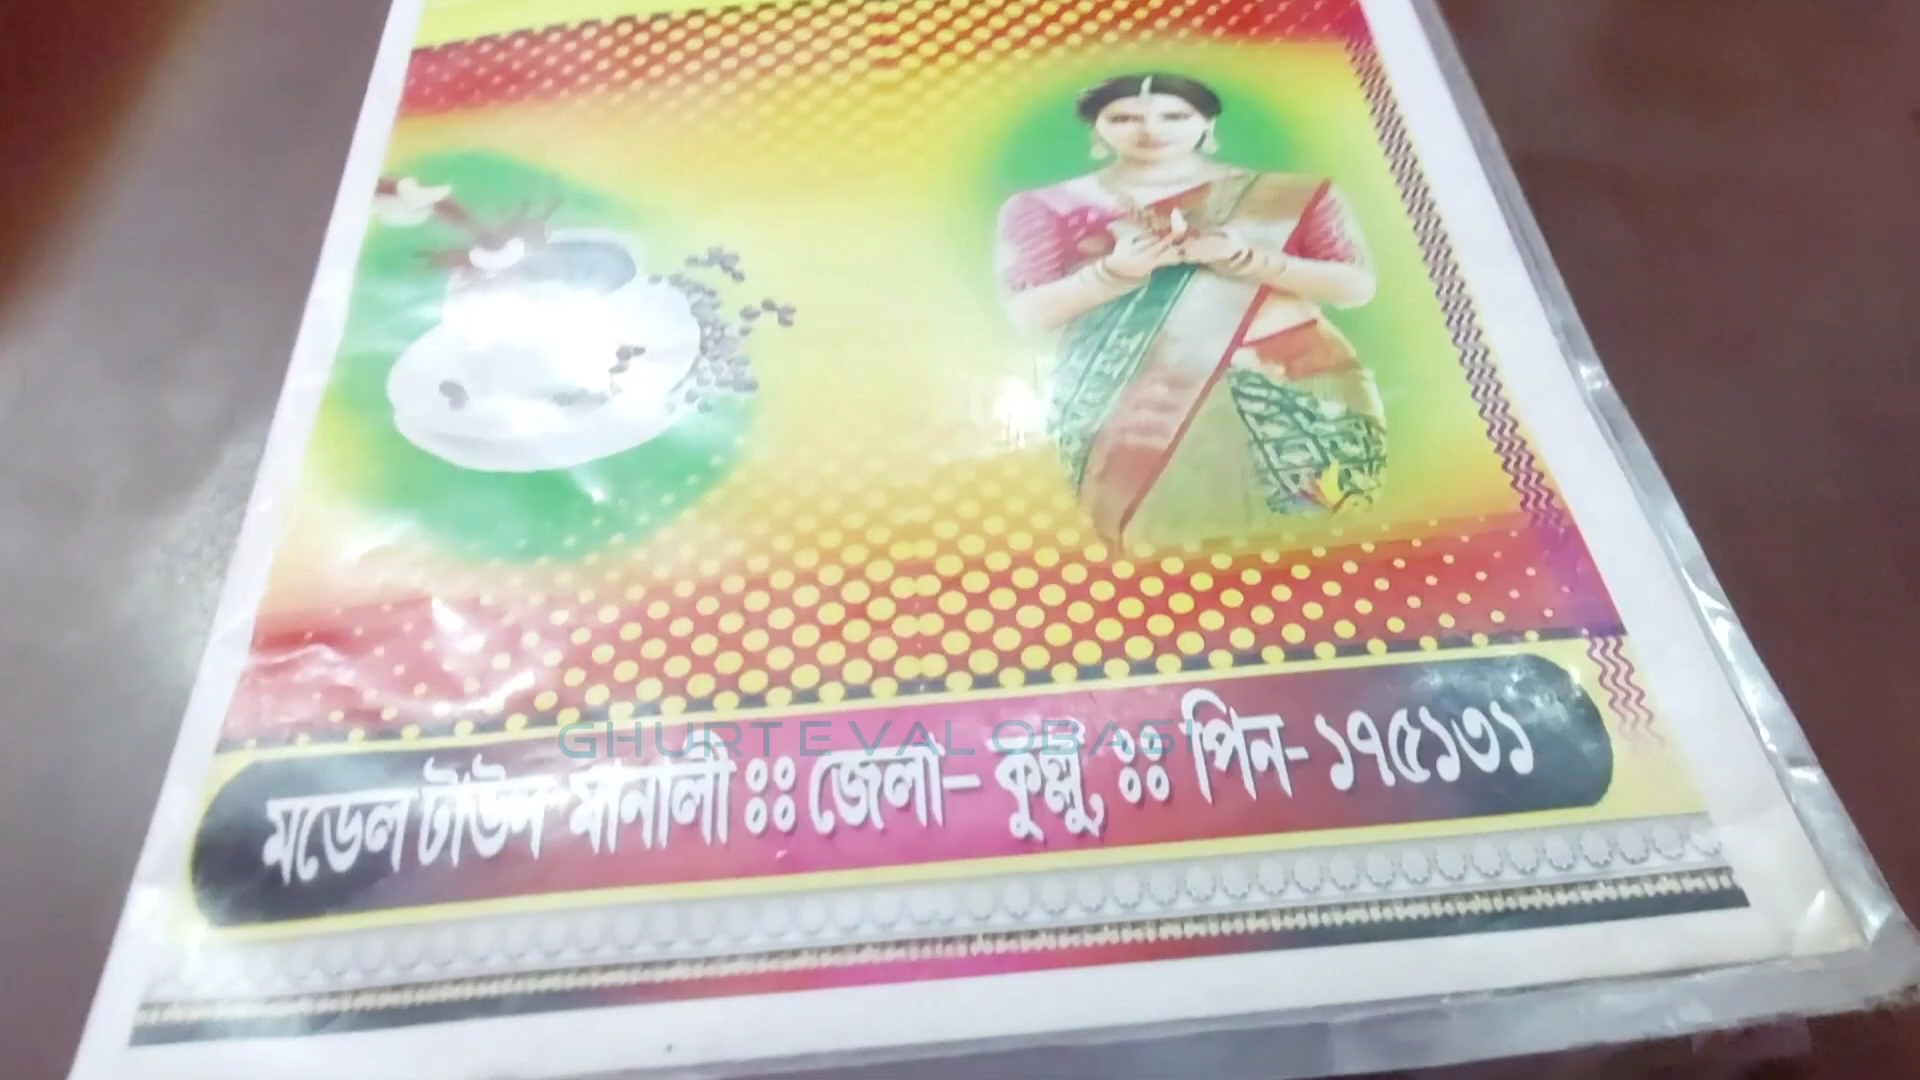 GHURTE VALOBASI
মডেল টাউন মানালী ঃঃ জেলা- কুল্লু ঃঃ পিন- ১৭৫১৩১